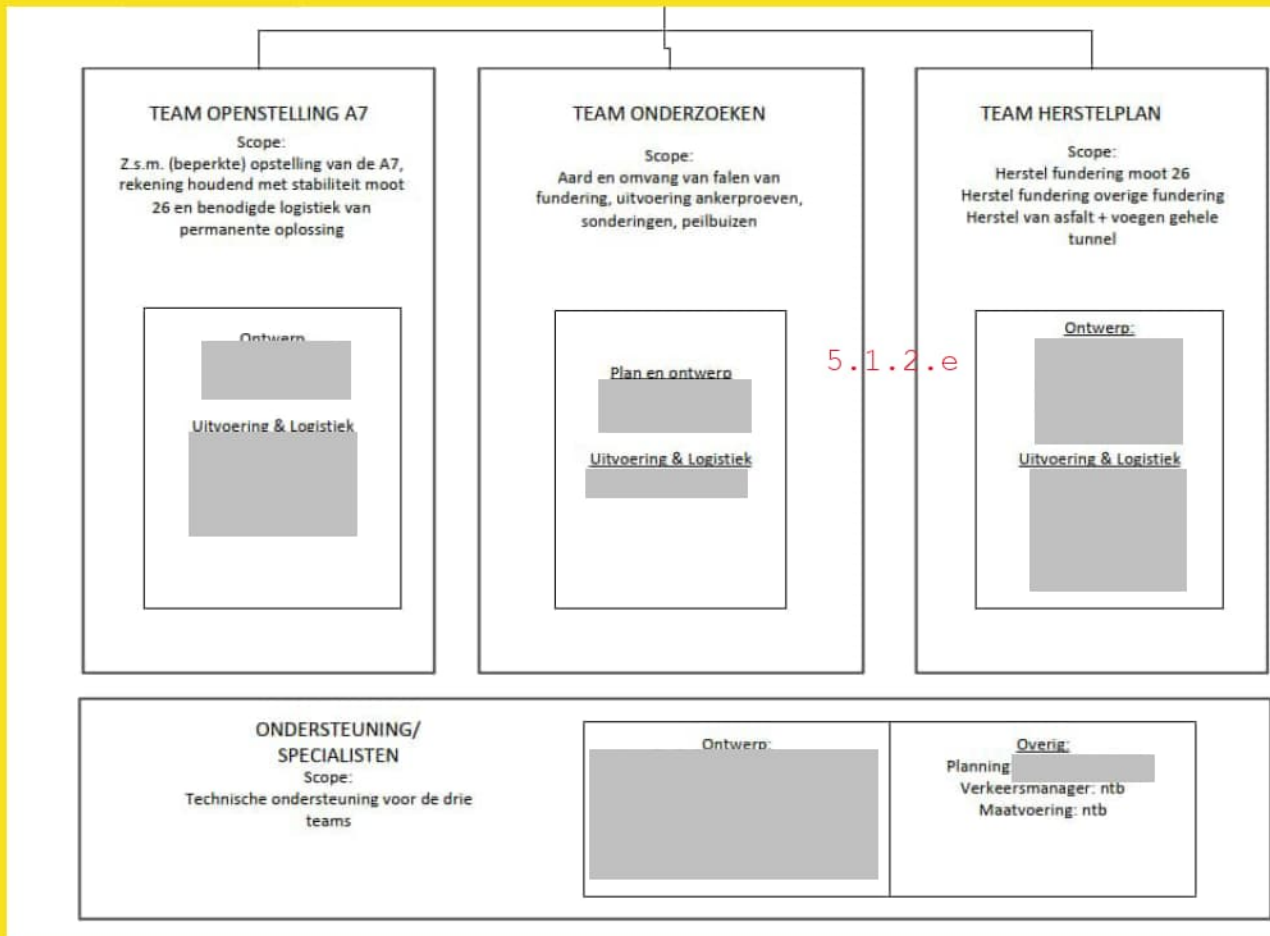 TEAM OPENSTELLING A7
Scope:
Z.s.m. (beperkte) opstelling van de A7,
rekening houdend met stabiliteit moot
26 en benodigde logistiek van
permanente oplossing
Ontwerp
Uitvoering & Logistiek
TEAM ONDERZOEKEN
Scope:
Aard en omvang van falen van
fundering, uitvoering ankerproeven,
sonderingen, peilbuizen
Plan en ontwerp
Uitvoering & Logistiek
5.1.2.e
TEAM HERSTELPLAN
Scope:
Herstel fundering moot 26
Herstel fundering overige fundering
Herstel van asfalt + voegen gehele
tunnel
Ontwerp:
Uitvoering & Logistiek
ONDERSTEUNING/
SPECIALISTEN
Scope:
Technische ondersteuning voor de drie
teams
Ontwerp:
Overig:
Planning
Verkeersmanager: ntb
Maatvoering: ntb